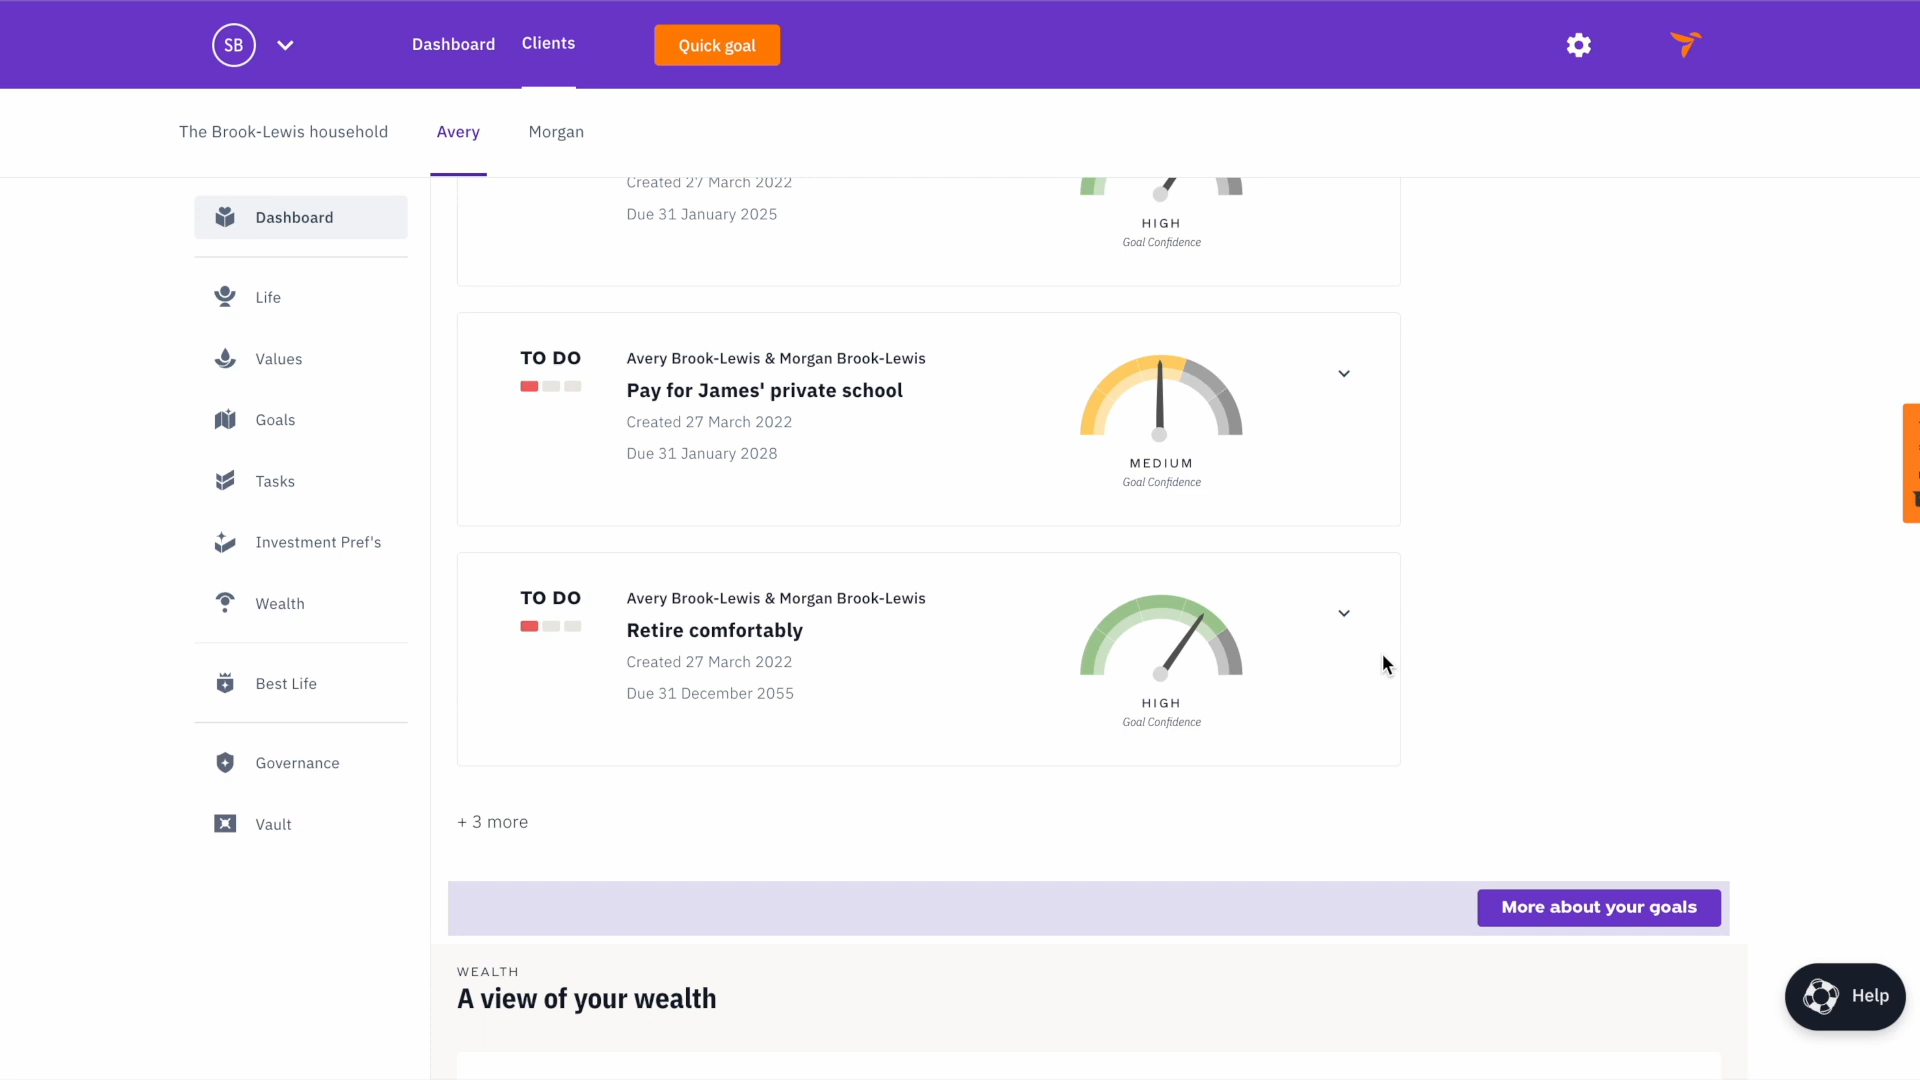 SB
Dashboard
Clients
Quick goal
The Brook-Lewis household
Avery
Morgan
Dashboard
Life
Values
Goals
Tasks
Investment Pref's
Wealth
Best Life
Governance
Vault
Created 27 March 2022
Due 31 January 2025
HIGH
Goal Confidence
TO DO
Avery Brook-Lewis & Morgan Brook-Lewis
Pay for James' private school
Created 27 March 2022
Due 31 January 2028
MEDIUM
Goal Confidence
TO DO
Avery Brook-Lewis & Morgan Brook-Lewis
Retire comfortably
Created 27 March 2022
Due 31 December 2055
HIGH
Goal Confidence
+ 3 more
More about your goals
WEALTH
A view of your wealth
Help